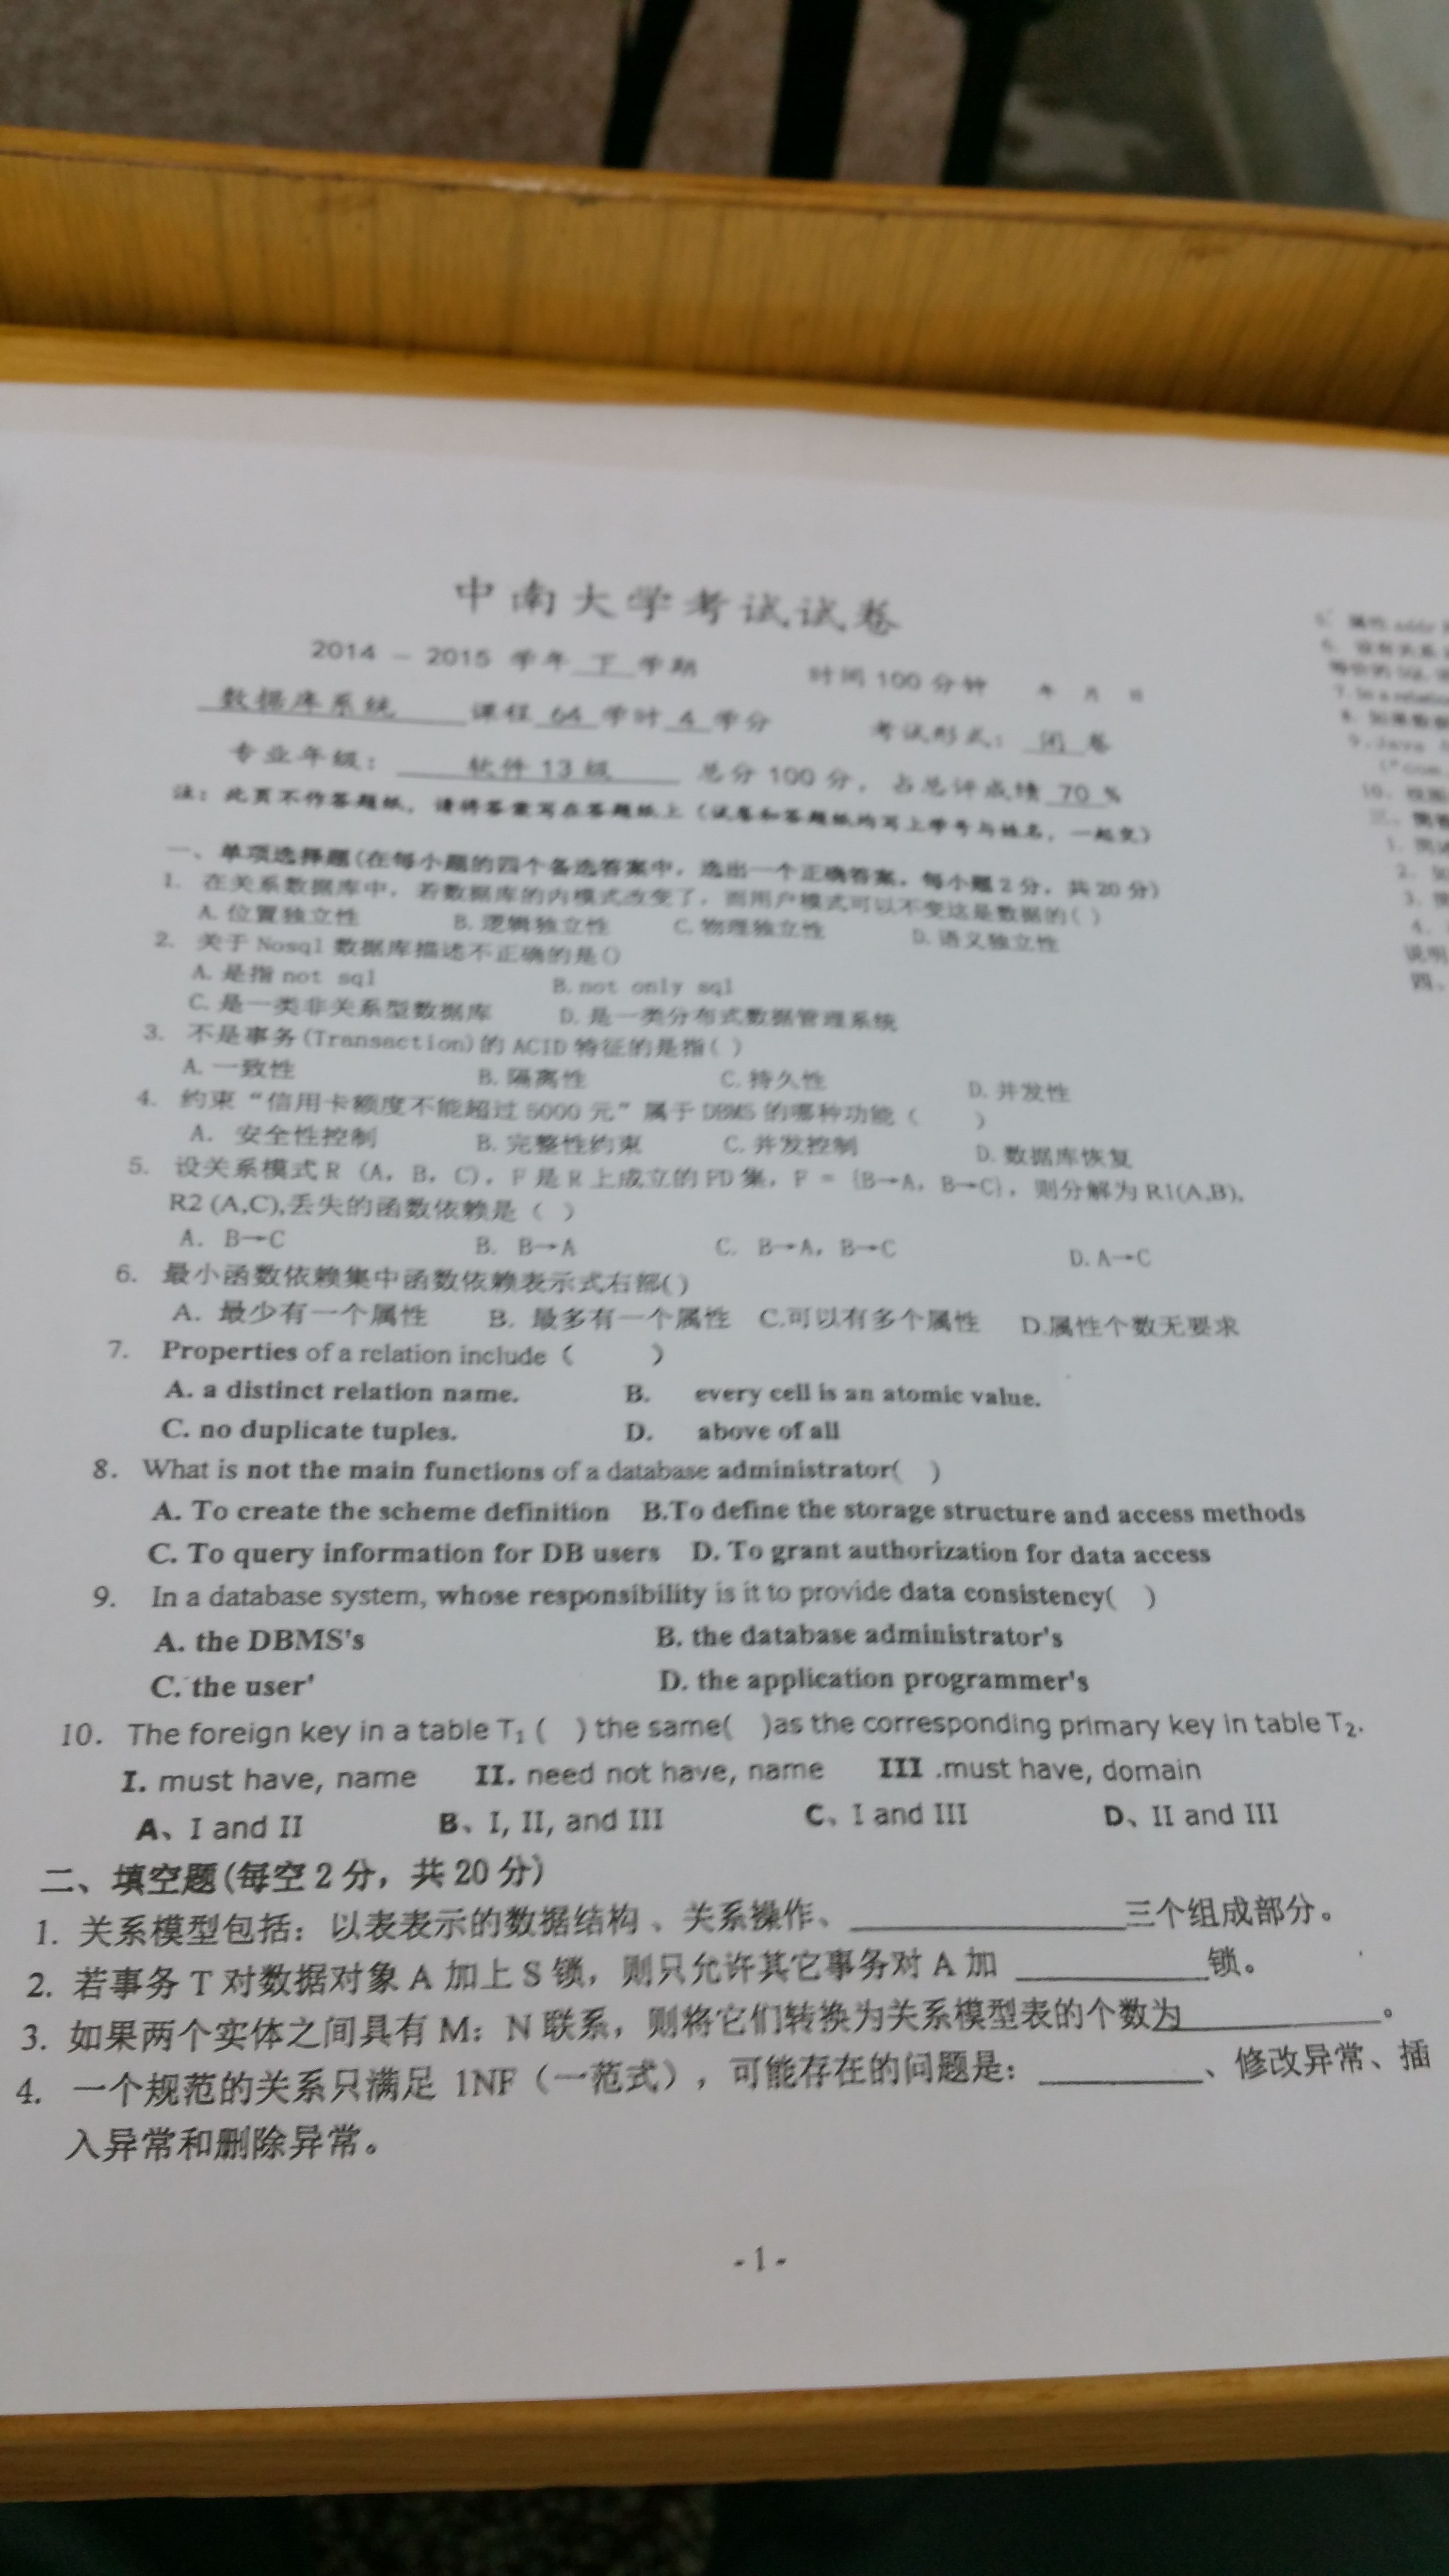 中南大学考试试卷
2014 – 2015 学年 下 学期 时间 100 分钟 年 月 日
数据库系统 课程 64 学时 4 学分 考试形式: 闭 卷
专业年级: 软件 13 级 总分 100 分, 占总评成绩 70 %
注: 此页不作答题纸, 请将答案写在答题纸上 (试卷和答题纸均写上学号与姓名, 一起交)
一、单项选择题(在每小题的四个备选答案中, 选出一个正确答案。每小题 2 分, 共 20 分)
1. 在关系数据库中, 若数据库的内模式改变了, 而用户模式可以不变这是数据的( )
A. 位置独立性 B. 逻辑独立性 C. 物理独立性 D. 语义独立性
2. 关于 Nosql 数据库描述不正确的是()
A. 是指 not sql B. not only sql
C. 是一类非关系型数据库 D. 是一类分布式数据管理系统
3. 不是事务(Transaction)的 ACID 特征的是指( )
A. 一致性 B. 隔离性 C. 持久性 D. 并发性
4. 约束“信用卡额度不能超过 5000 元”属于 DBMS 的哪种功能 ( )
A. 安全性控制 B. 完整性约束 C. 并发控制 D. 数据库恢复
5. 设关系模式 R (A, B, C), F 是 R 上成立的 FD 集, F = {B→A, B→C}, 则分解为 R1(A,B),
R2 (A,C),丢失的函数依赖是 ( )
A. B→C B. B→A C. B→A, B→C D. A→C
6. 最小函数依赖集中函数依赖表示式右部( )
A. 最少有一个属性 B. 最多有一个属性 C.可以有多个属性 D.属性个数无要求
7. Properties of a relation include ( )
A. a distinct relation name. B. every cell is an atomic value.
C. no duplicate tuples. D. above of all
8. What is not the main functions of a database administrator( )
A. To create the scheme definition B.To define the storage structure and access methods
C. To query information for DB users D. To grant authorization for data access
9. In a database system, whose responsibility is it to provide data consistency( )
A. the DBMS's B. the database administrator's
C. the user' D. the application programmer's
10. The foreign key in a table T1 ( ) the same( )as the corresponding primary key in table T2.
I. must have, name II. need not have, name III .must have, domain
A、I and II B、I, II, and III C、I and III D、II and III
二、填空题(每空 2 分, 共 20 分)
1. 关系模型包括: 以表表示的数据结构 、关系操作、____________三个组成部分。
2. 若事务 T 对数据对象 A 加上 S 锁, 则只允许其它事务对 A 加 ________锁。
3. 如果两个实体之间具有 M: N 联系, 则将它们转换为关系模型表的个数为________。
4. 一个规范的关系只满足 1NF (一范式) , 可能存在的问题是: ________、修改异常、插
入异常和删除异常。
- 1 -